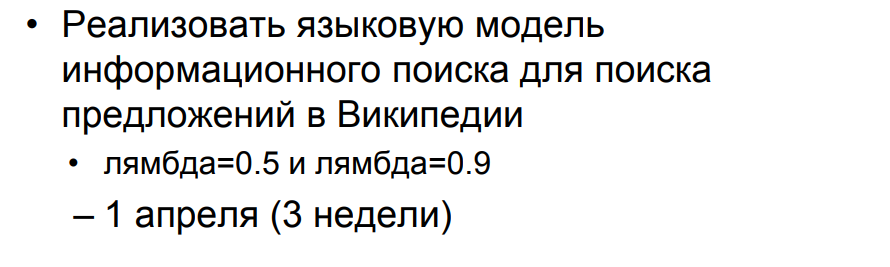 • Реализовать языковую модель
информационного поиска для поиска
предложений в Википедии
• лямбда=0.5 и лямбда=0.9
– 1 апреля (3 недели)